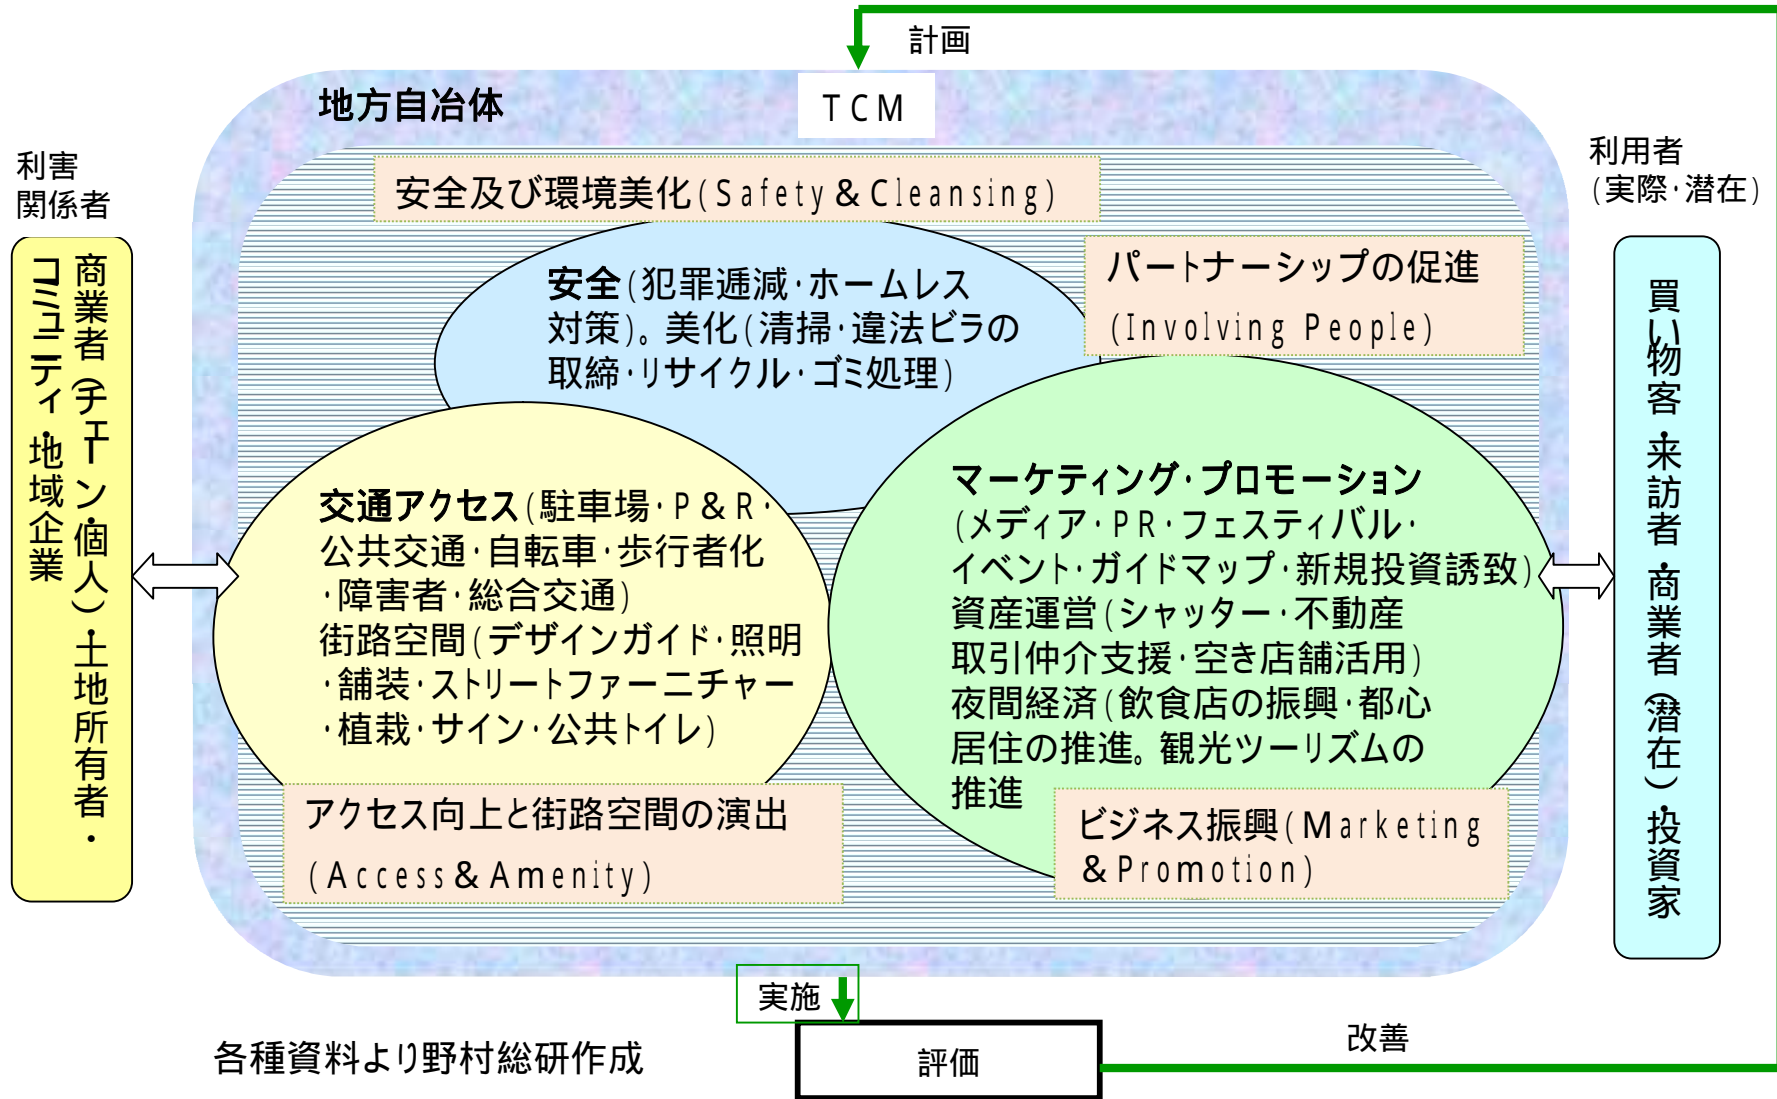 計画
地方自治体
TCM
利害
関係者
利用者
(実際・潜在)
安全及び環境美化(Safety & Cleansing)
パートナーシップの促進
(Involving People)
安全(犯罪逓減・ホームレス
対策)。美化(清掃・違法ビラの
取締・リサイクル・ゴミ処理)
商業者(チェーン・個人)・土地所有者・
コミュニティ・地域企業
交通アクセス(駐車場・P&R・
公共交通・自転車・歩行者化
・障害者・総合交通)
街路空間(デザインガイド・照明
・舗装・ストリートファーニチャー
・植栽・サイン・公共トイレ)
マーケティング・プロモーション
(メディア・PR・フェスティバル・
イベント・ガイドマップ・新規投資誘致)
資産運営(シャッター・不動産
取引仲介支援・空き店舗活用)
夜間経済(飲食店の振興・都心
居住の推進。観光ツーリズムの
推進
買い物客・来訪者・商業者(潜在)・投資家
アクセス向上と街路空間の演出
(Access & Amenity)
ビジネス振興(Marketing
& Promotion)
実施
各種資料より野村総研作成
評価
改善